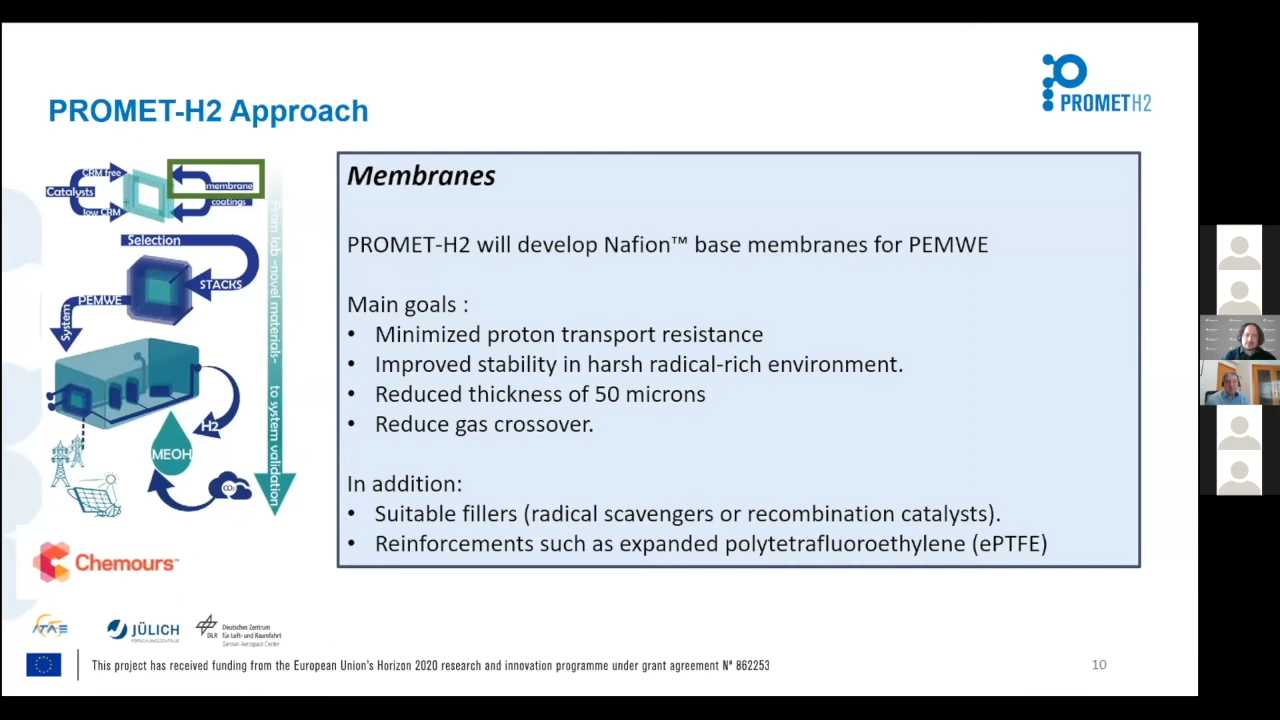 PROMET-H2 Approach
PROMETH2
CRM free
Catalysts
low CRM
membrane
coatings
Selection
STACKS
PEMWE
System
H2
MEOH
CO₂
From lab -novel materials- to system validation
Membranes
PROMET-H2 will develop Nafion™ base membranes for PEMWE
Main goals :
• Minimized proton transport resistance
• Improved stability in harsh radical-rich environment.
• Reduced thickness of 50 microns
• Reduce gas crossover.
In addition:
• Suitable fillers (radical scavengers or recombination catalysts).
• Reinforcements such as expanded polytetrafluoroethylene (ePTFE)
Chemours™
ITAE
JÜLICH
FORSCHUNGSZENTRUM
DLR
Deutsches Zentrum
für Luft- und Raumfahrt
German Aerospace Center
This project has received funding from the European Union's Horizon 2020 research and innovation programme under grant agreement Nº 862253
10